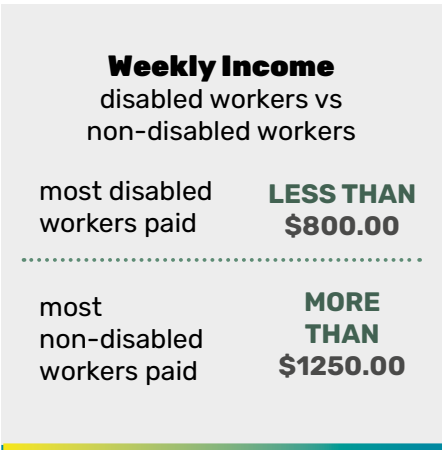 Weekly Income
disabled workers vs
non-disabled workers
most disabled
workers paid
LESS THAN
$800.00
most
non-disabled
workers paid
MORE
THAN
$1250.00